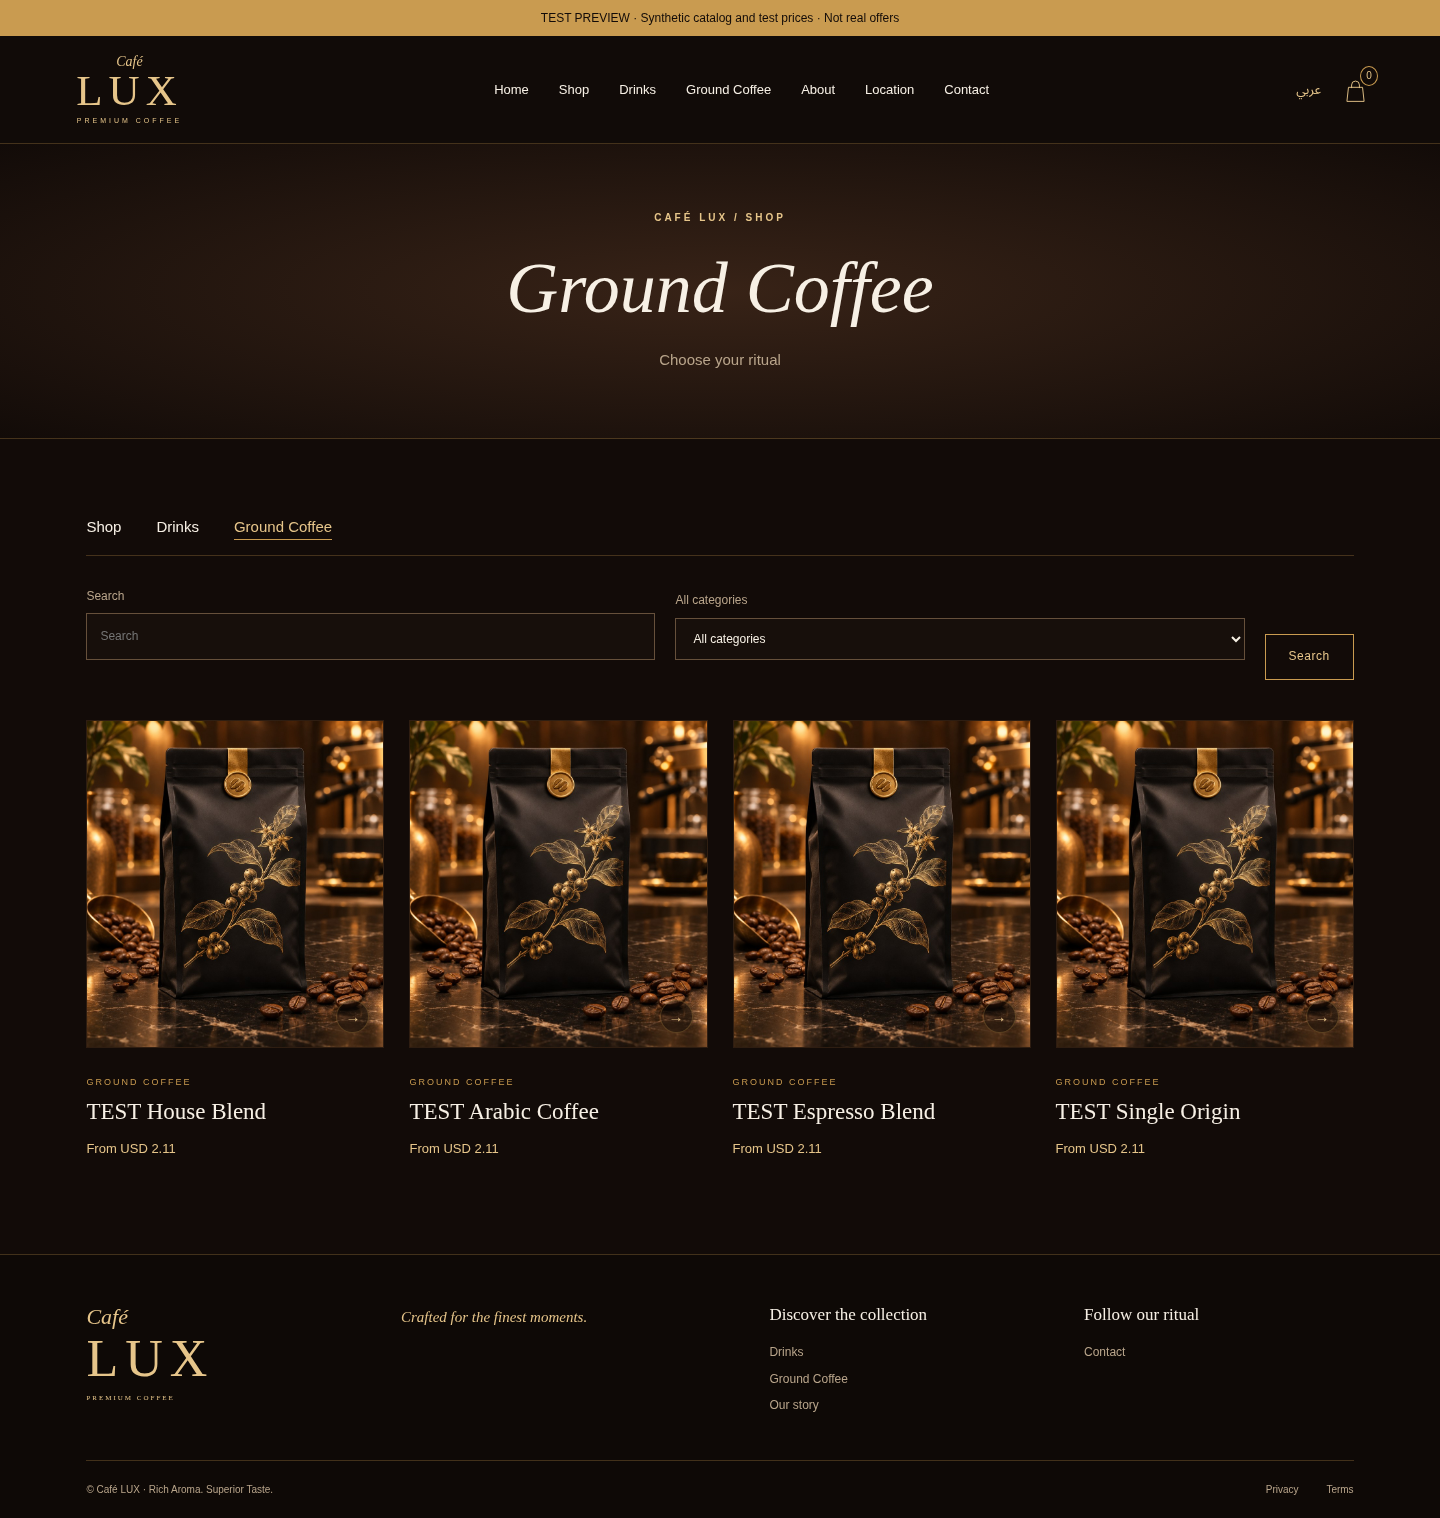 TEST PREVIEW · Synthetic catalog and test prices · Not real offers
Café
LUX
PREMIUM COFFEE
Home Shop Drinks Ground Coffee About Location Contact
عربي
0
CAFÉ LUX / SHOP
Ground Coffee
Choose your ritual
Shop Drinks Ground Coffee
Search
All categories
Search
All categories
Search
→ → → →
GROUND COFFEE GROUND COFFEE GROUND COFFEE GROUND COFFEE
TEST House Blend TEST Arabic Coffee TEST Espresso Blend TEST Single Origin
From USD 2.11 From USD 2.11 From USD 2.11 From USD 2.11
Café
LUX
PREMIUM COFFEE
Crafted for the finest moments.
Discover the collection
Drinks
Ground Coffee
Our story
Follow our ritual
Contact
© Café LUX · Rich Aroma. Superior Taste.
Privacy Terms